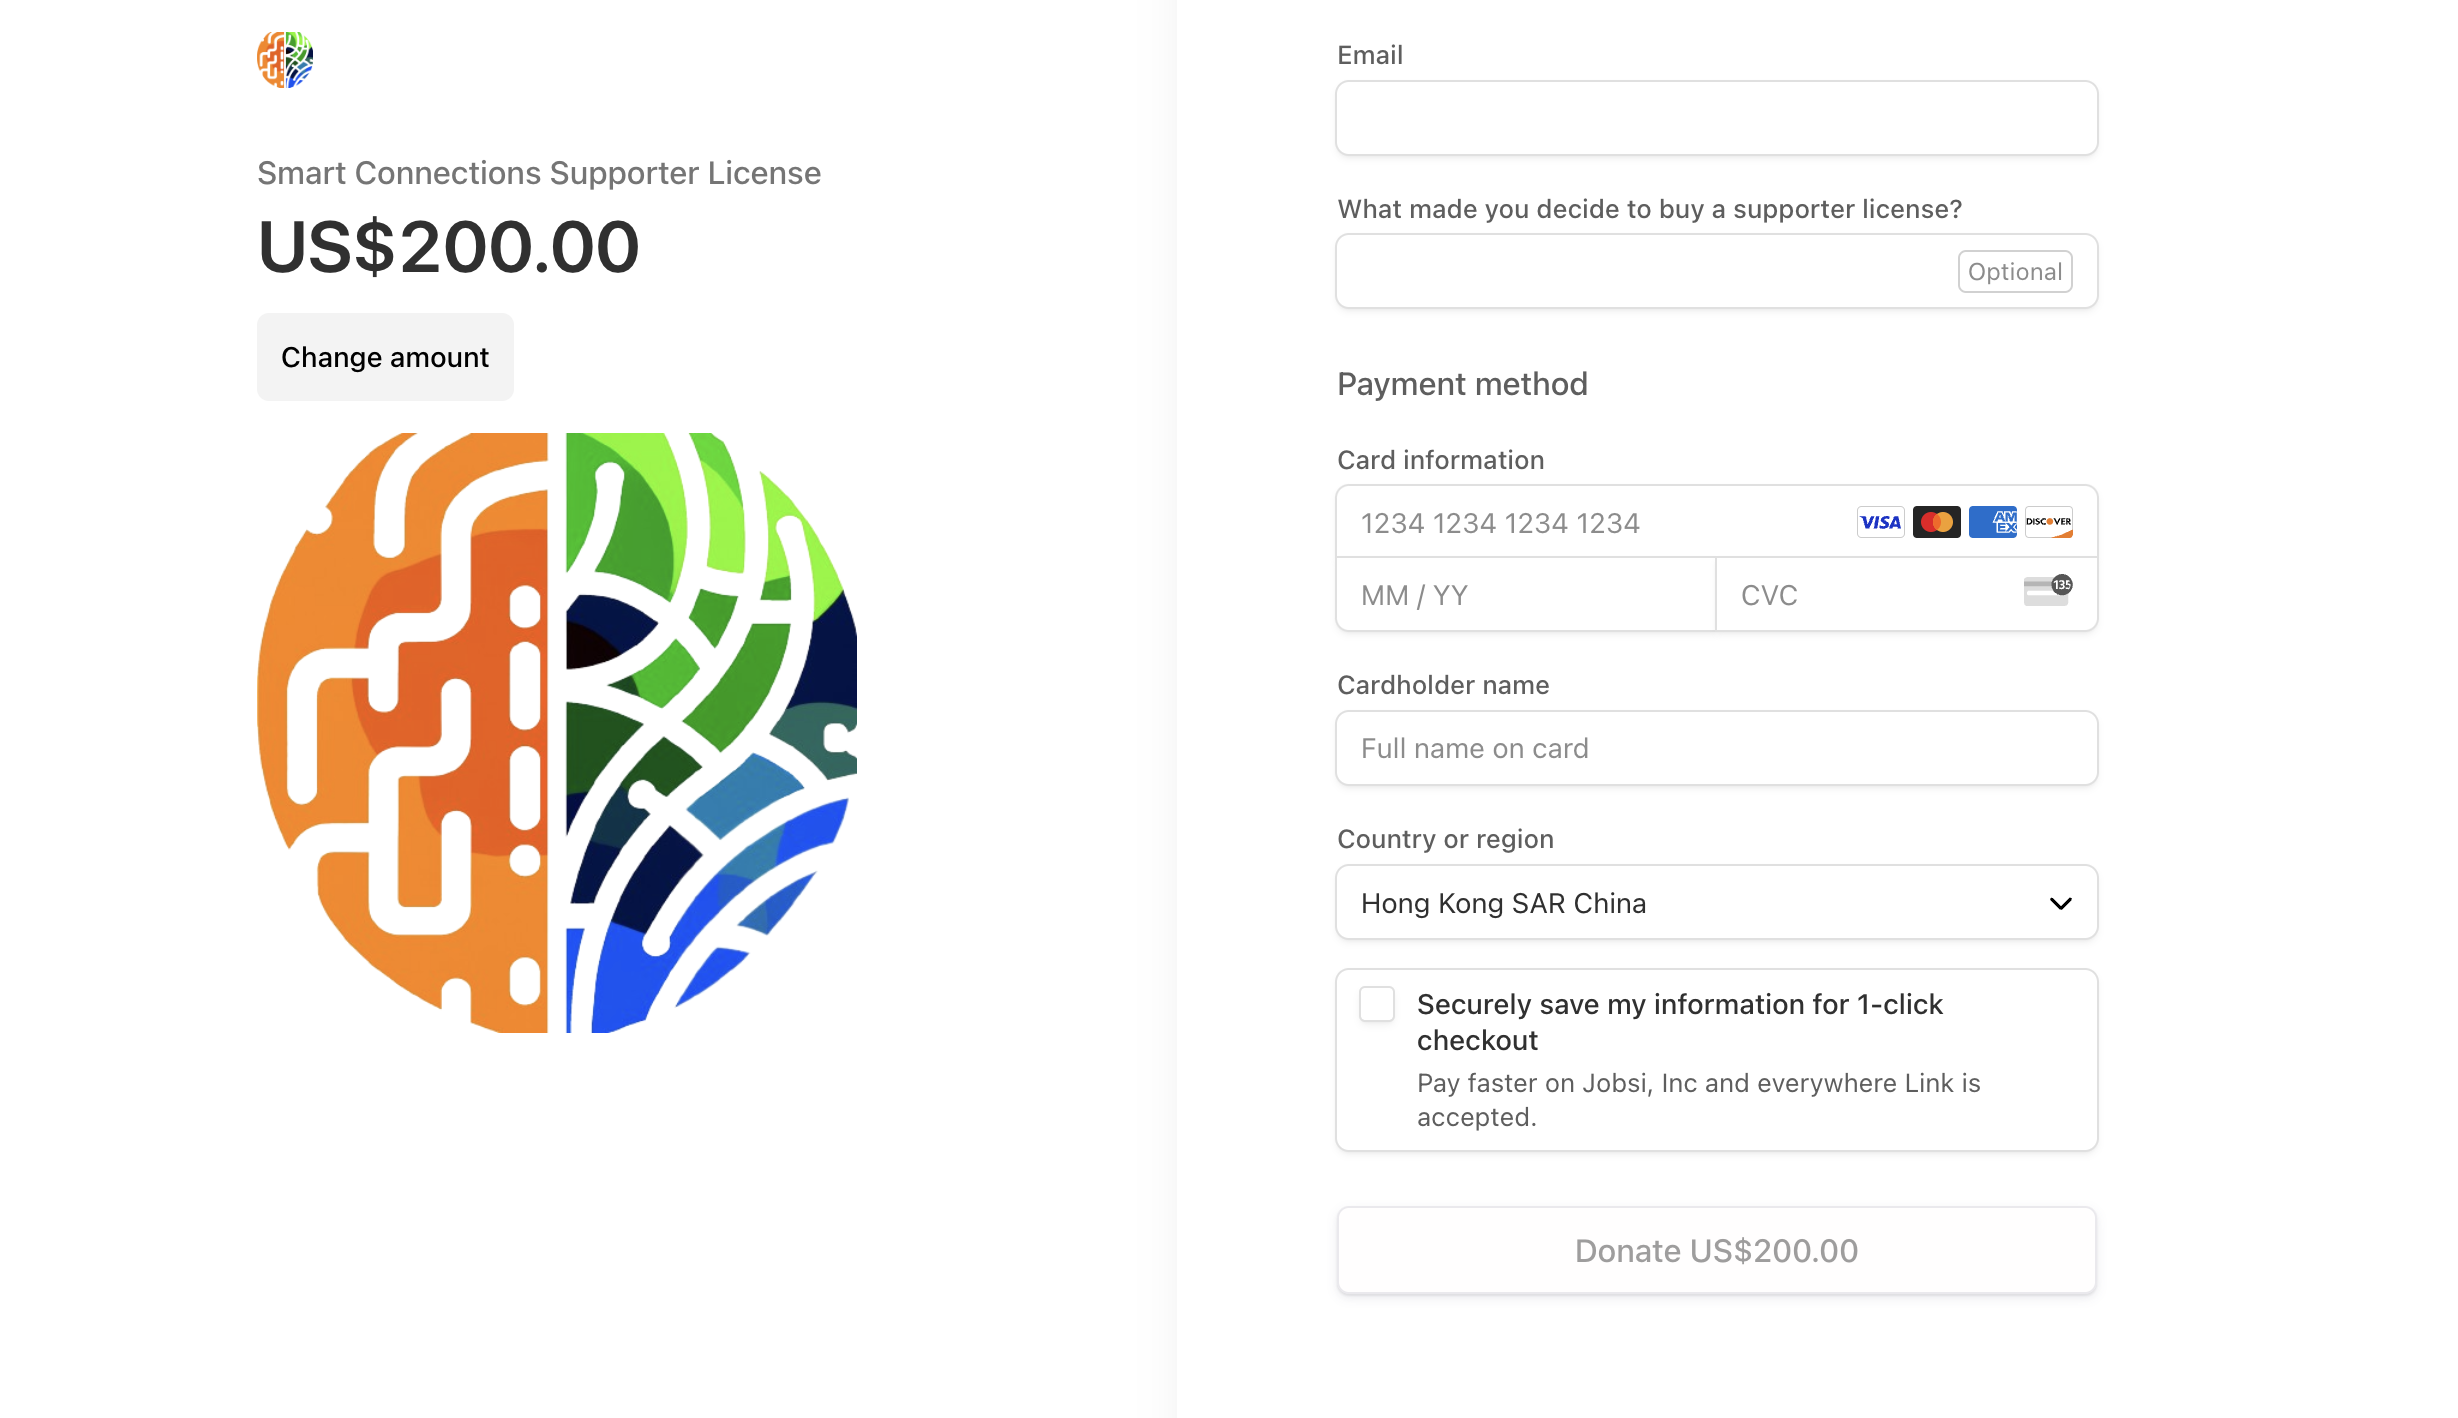 Smart Connections Supporter License
US$200.00
Change amount
Email
What made you decide to buy a supporter license?
Optional
Payment method
Card information
1234 1234 1234 1234
VISA
AM
EX
DISCOVER
MM / YY
CVC
135
Cardholder name
Full name on card
Country or region
Hong Kong SAR China
Securely save my information for 1-click
checkout
Pay faster on Jobsi, Inc and everywhere Link is
accepted.
Donate US$200.00